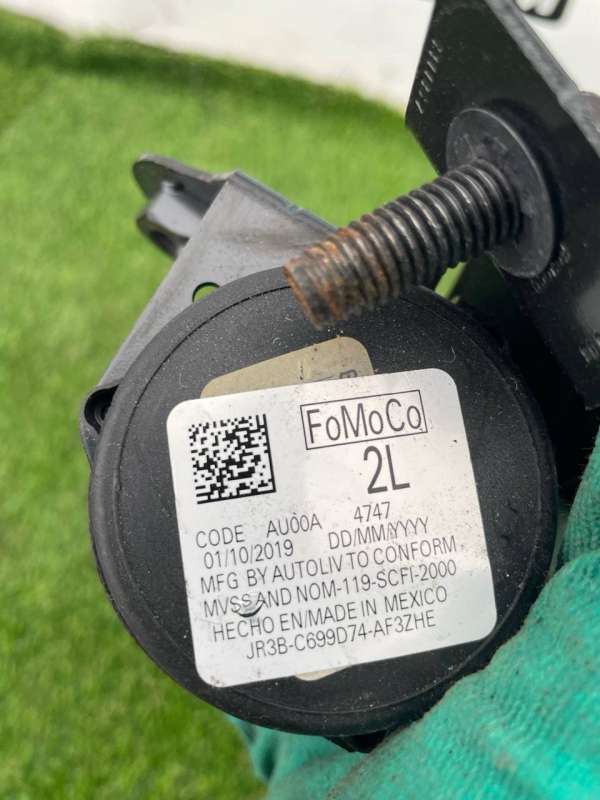 FoMoCo
2L
CODE AU00A 4747
01/10/2019 DD/MM/YYYY
MFG BY AUTOLIV TO CONFORM
MVSS AND NOM-119-SCFI-2000
HECHO EN/MADE IN MEXICO
JR3B-C699D74-AF3ZHE